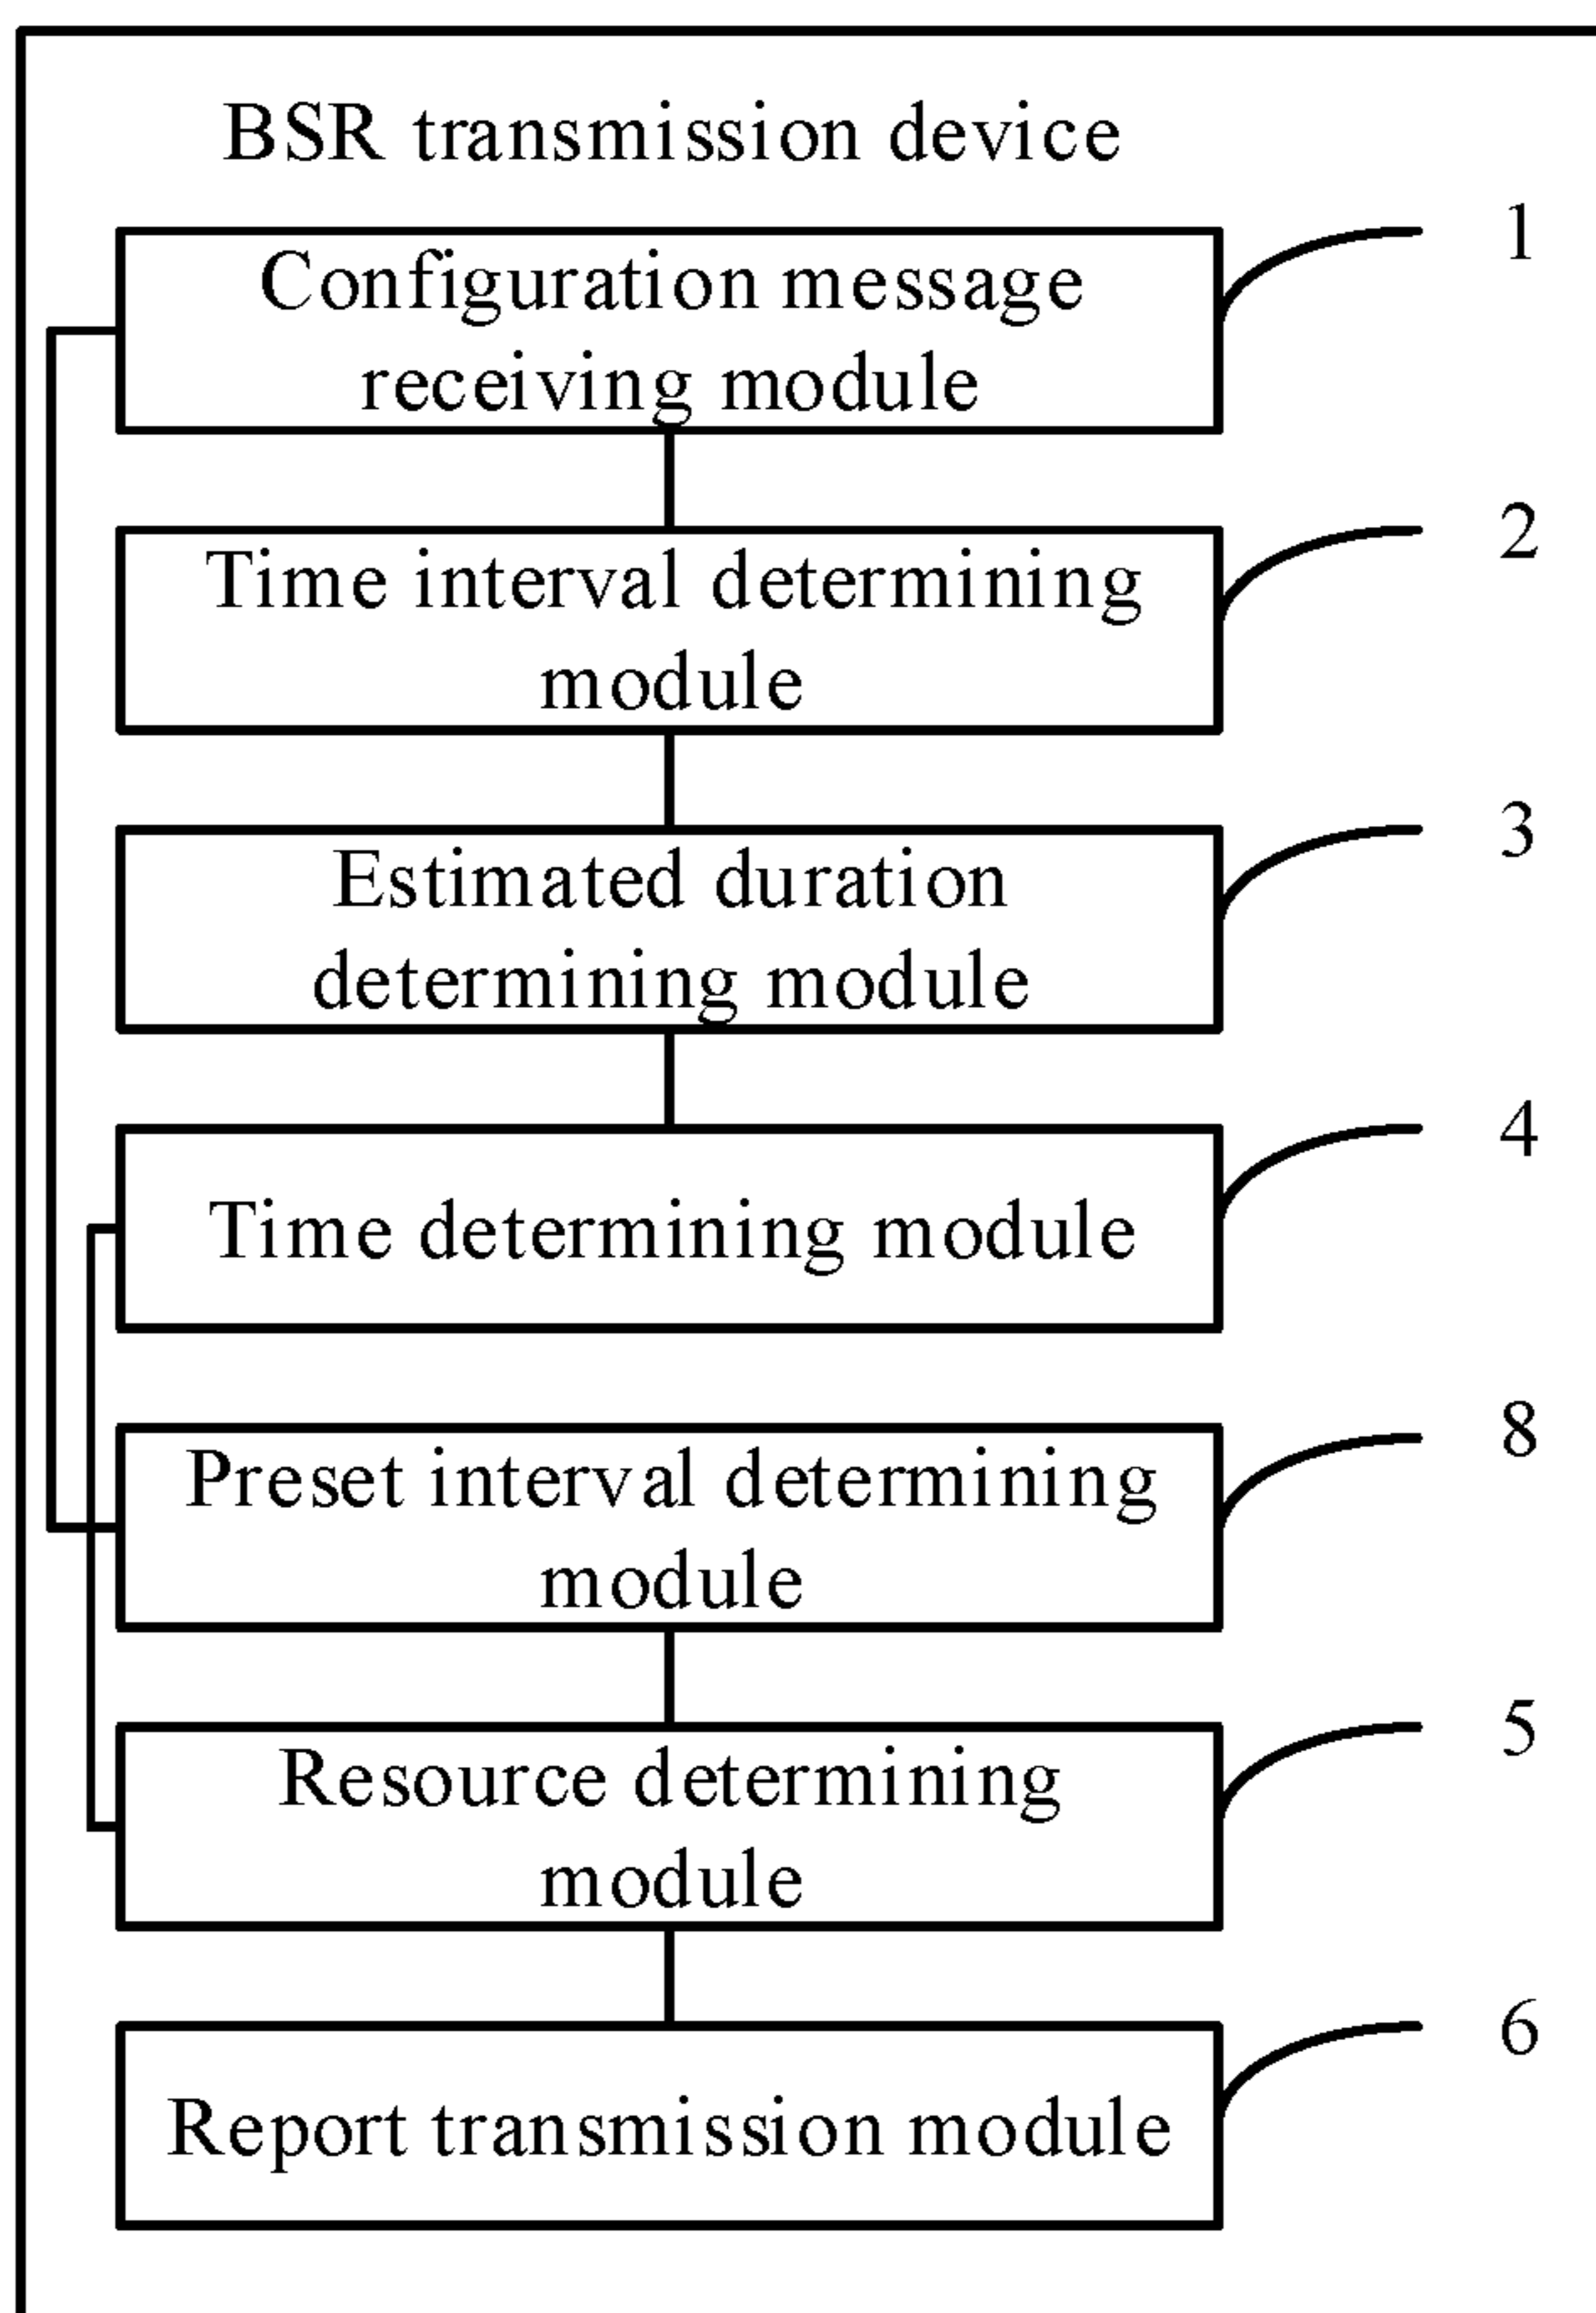 BSR transmission device
Configuration message
receiving module
1
Time interval determining
module
2
Estimated duration
determining module
3
Time determining module
4
Preset interval determining
module
8
Resource determining
module
5
Report transmission module
6